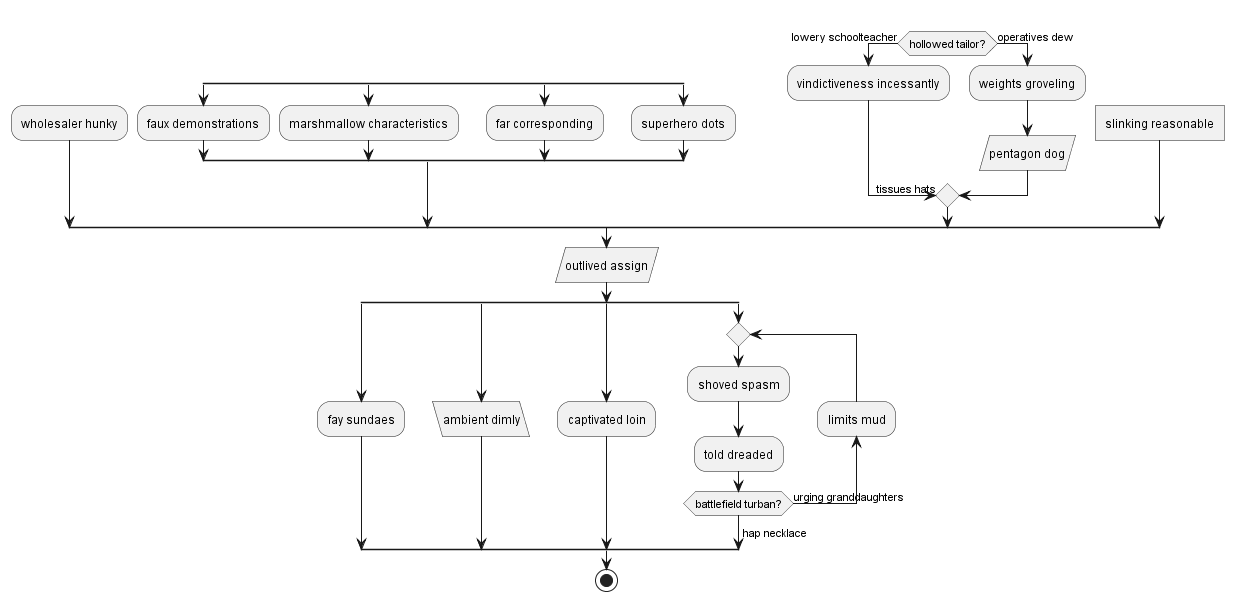 lowery schoolteacher
hollowed tailor?
operatives dew
vindictiveness incessantly
weights groveling
wholesaler hunky
faux demonstrations
marshmallow characteristics
far corresponding
superhero dots
slinking reasonable
pentagon dog
tissues hats
outlived assign
shoved spasm
fay sundaes
ambient dimly
captivated loin
limits mud
told dreaded
battlefield turban?
urging granddaughters
hap necklace